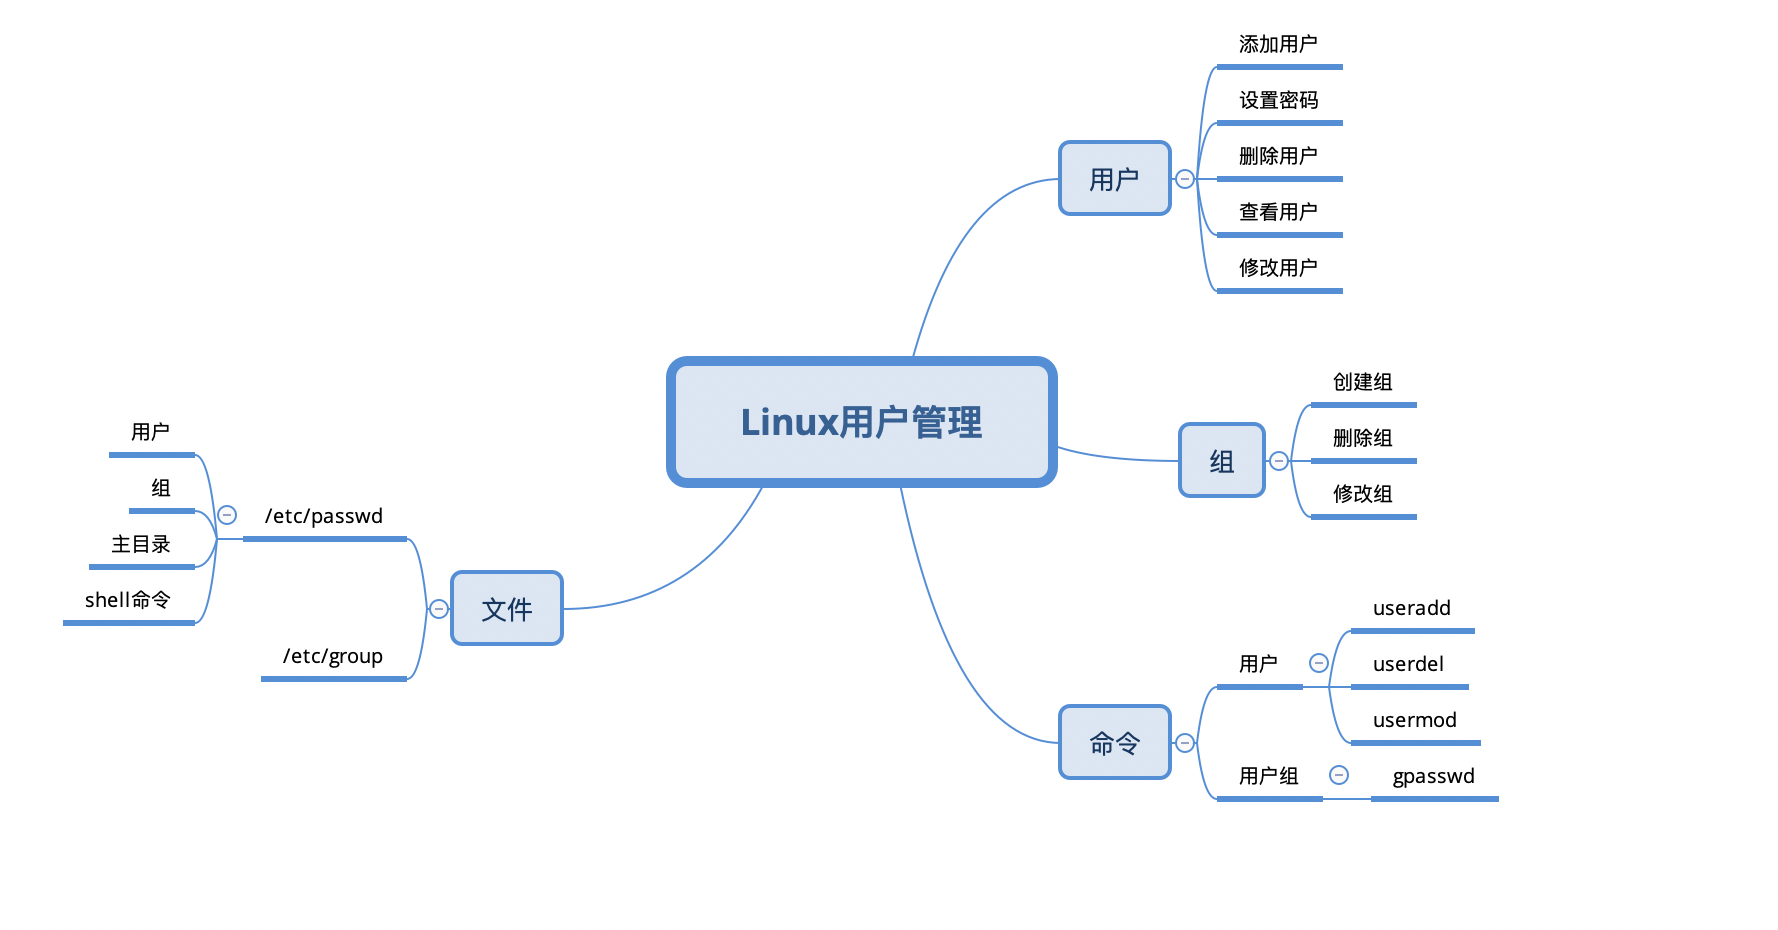 Linux用户管理
用户
添加用户
设置密码
删除用户
查看用户
修改用户
组
创建组
删除组
修改组
命令
用户
useradd
userdel
usermod
用户组
gpasswd
文件
/etc/passwd
用户
组
主目录
shell命令
/etc/group